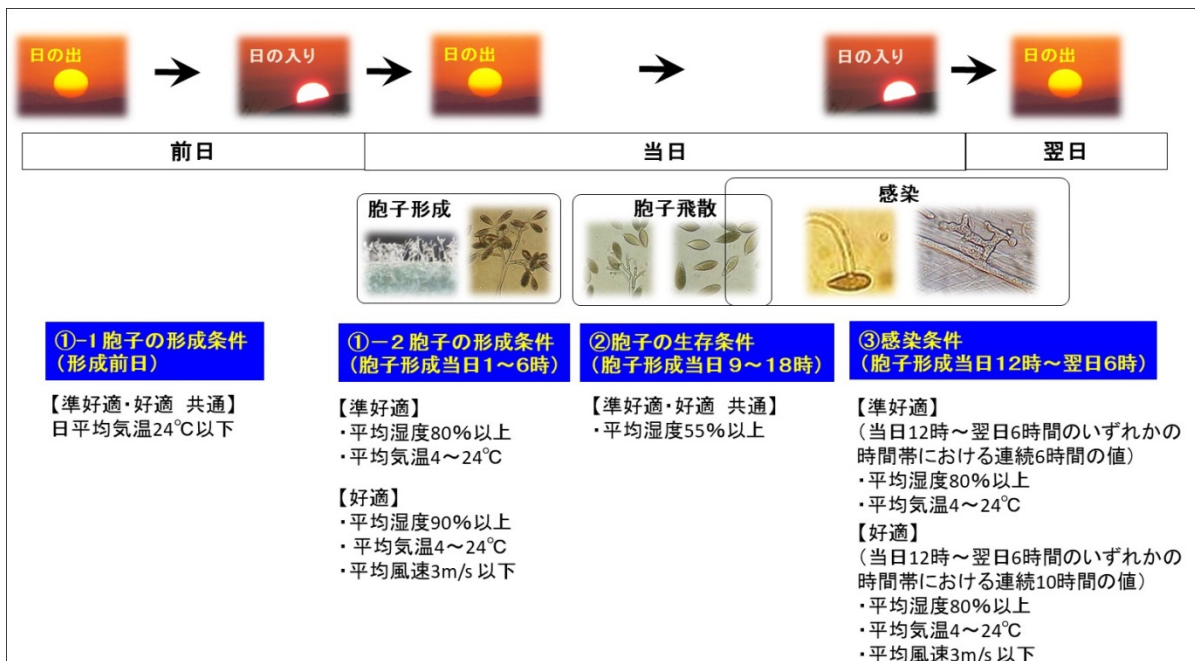 日の出
日の入り
日の出
日の入り
日の出
前日
当日
翌日
胞子形成
胞子飛散
感染
①-1胞子の形成条件
(形成前日)
【準好適・好適 共通】
日平均気温24℃以下
①－2胞子の形成条件
(胞子形成当日1～6時)
【準好適】
・平均湿度80%以上
・平均気温4～24℃
【好適】
・平均湿度90%以上
・平均気温4～24℃
・平均風速3m/s 以下
②胞子の生存条件
(胞子形成当日9～18時)
【準好適・好適 共通】
・平均湿度55%以上
③感染条件
(胞子形成当日12時～翌日6時)
【準好適】
(当日12時～翌日6時間のいずれかの
時間帯における連続6時間の値)
・平均湿度80%以上
・平均気温4～24℃
【好適】
(当日12時～翌日6時間のいずれかの
時間帯における連続10時間の値)
・平均湿度80%以上
・平均気温4～24℃
・平均風速3m/s 以下